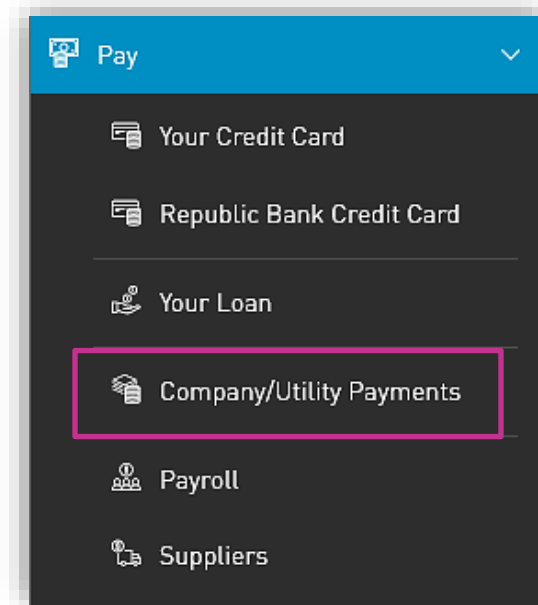 Pay
Your Credit Card
Republic Bank Credit Card
Your Loan
Company/Utility Payments
Payroll
Suppliers